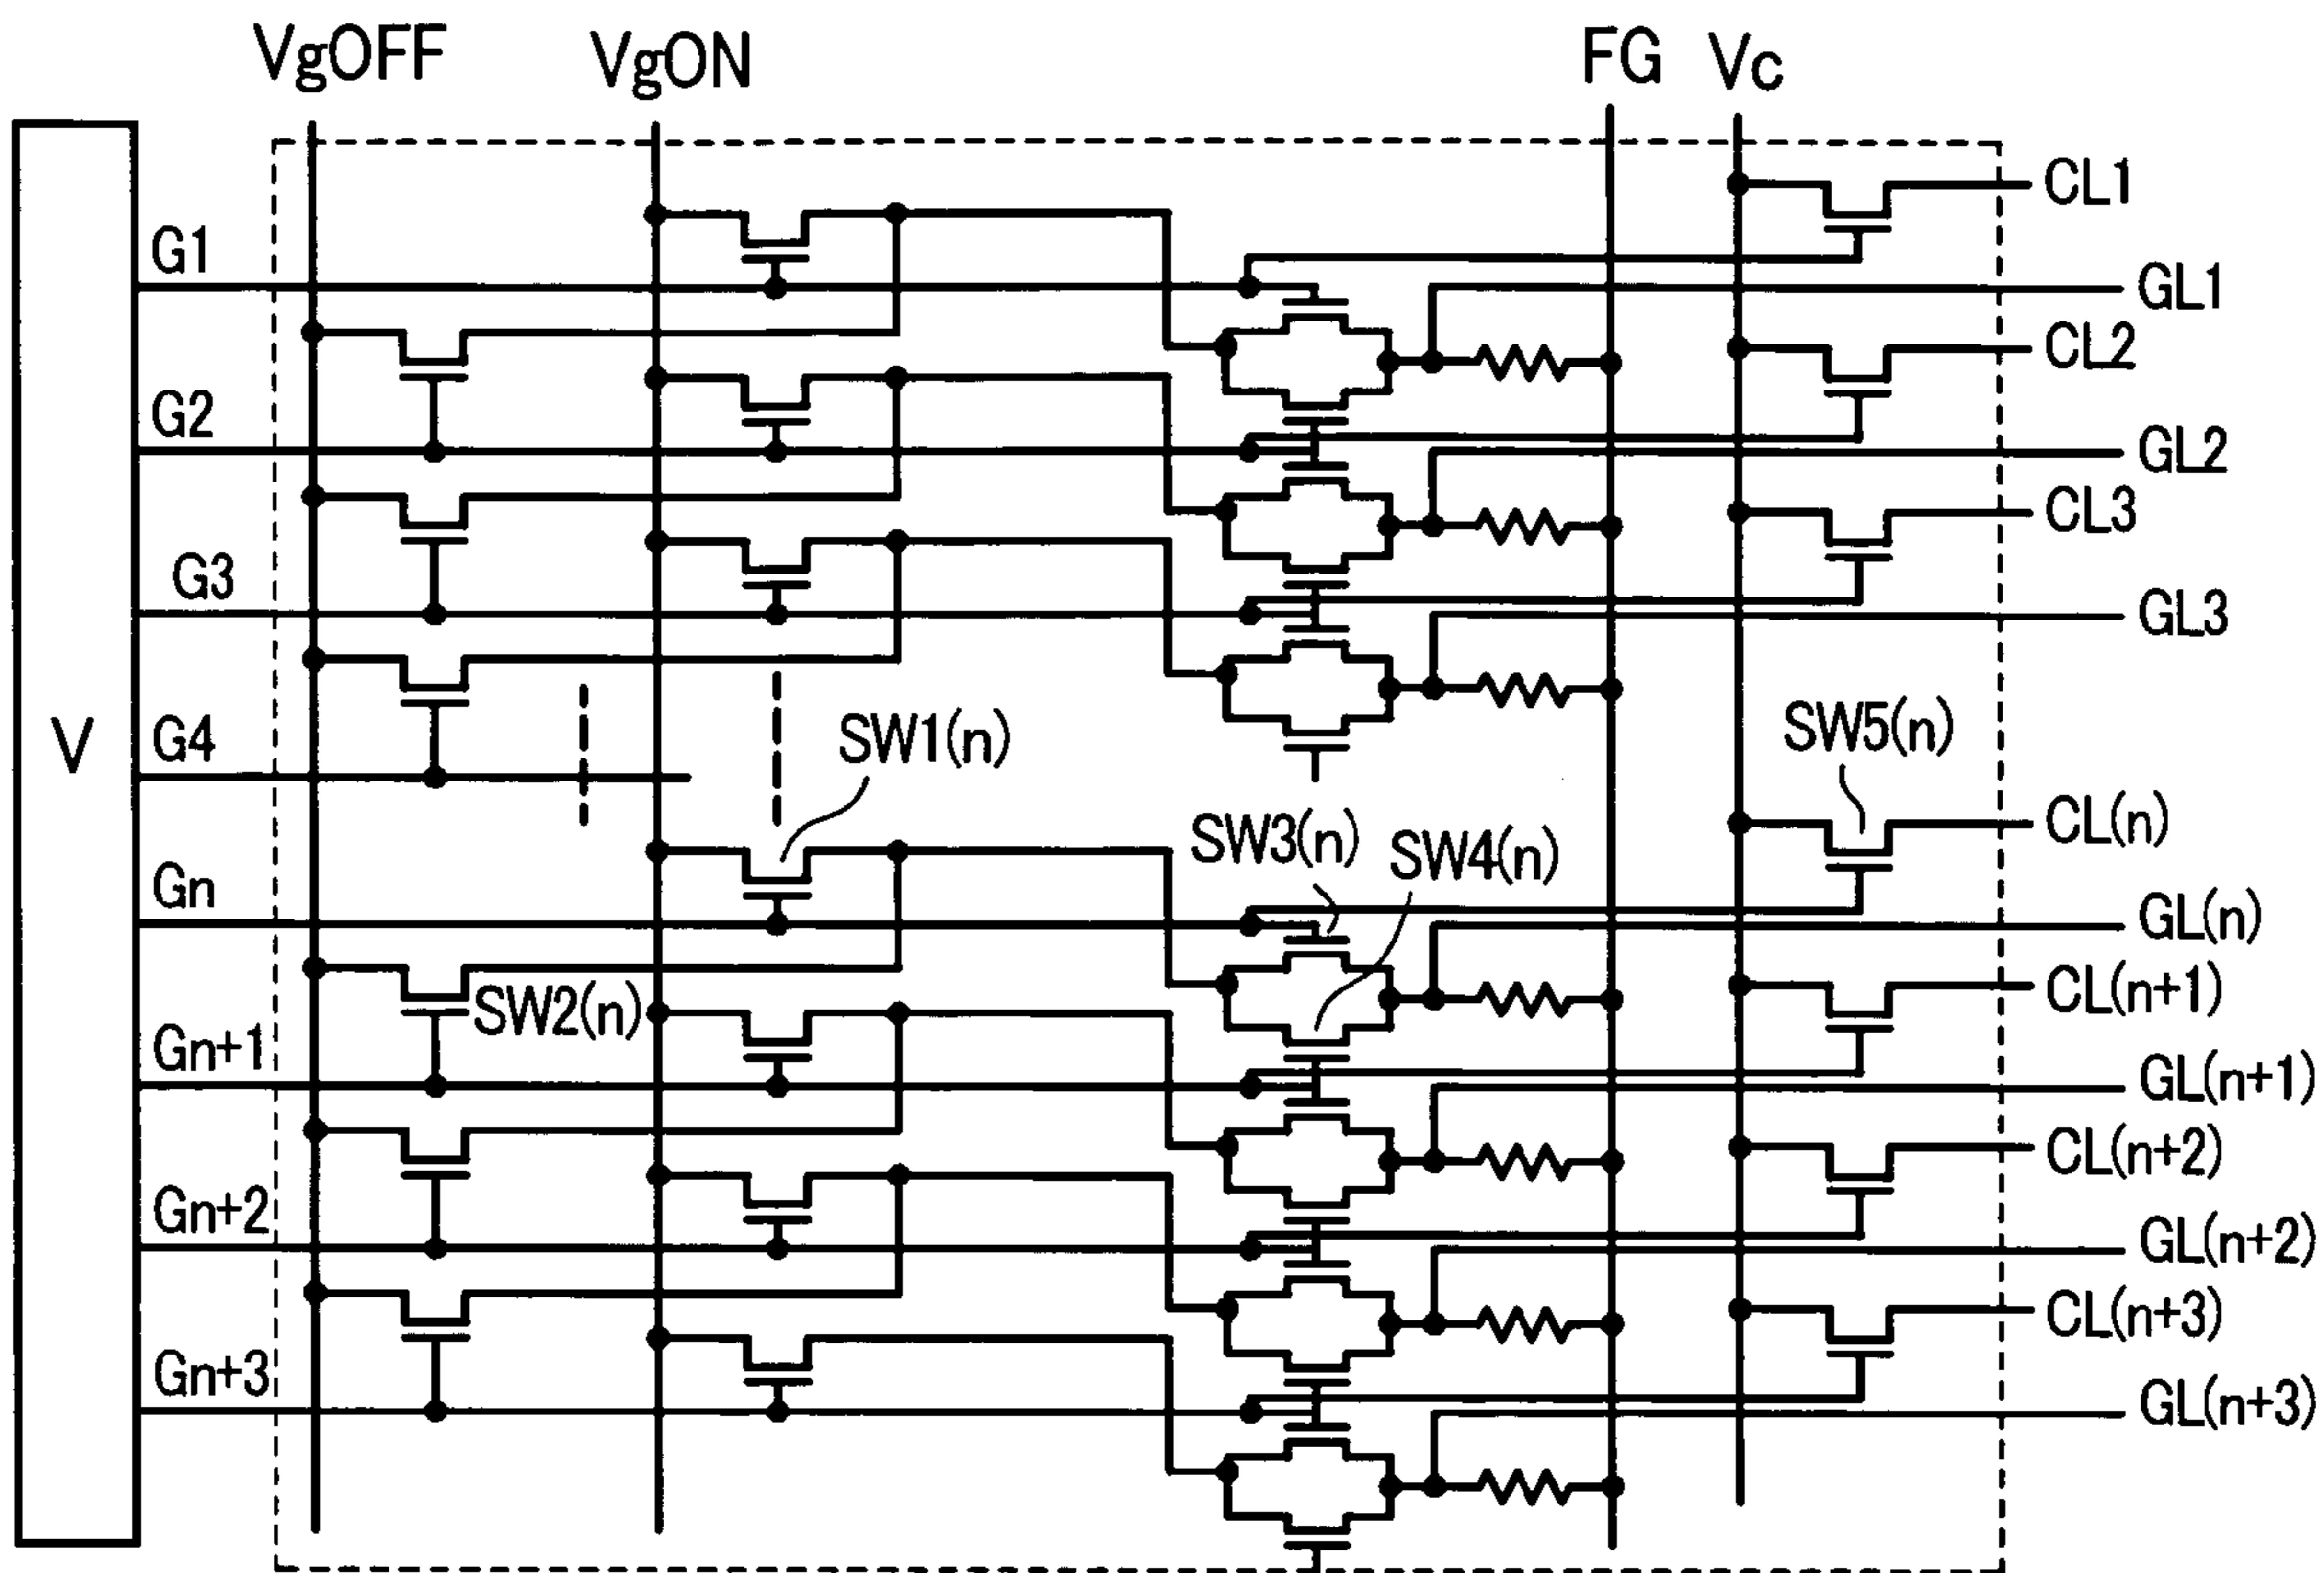 VgOFF VgON FG Vc
CL1
G1
GL1
CL2
G2
GL2
CL3
G3
GL3
V
G4
SW1(n)
SW5(n)
CL(n)
SW3(n)
SW4(n)
Gn
GL(n)
SW2(n)
CL(n+1)
Gn+1
GL(n+1)
CL(n+2)
Gn+2
GL(n+2)
CL(n+3)
Gn+3
GL(n+3)